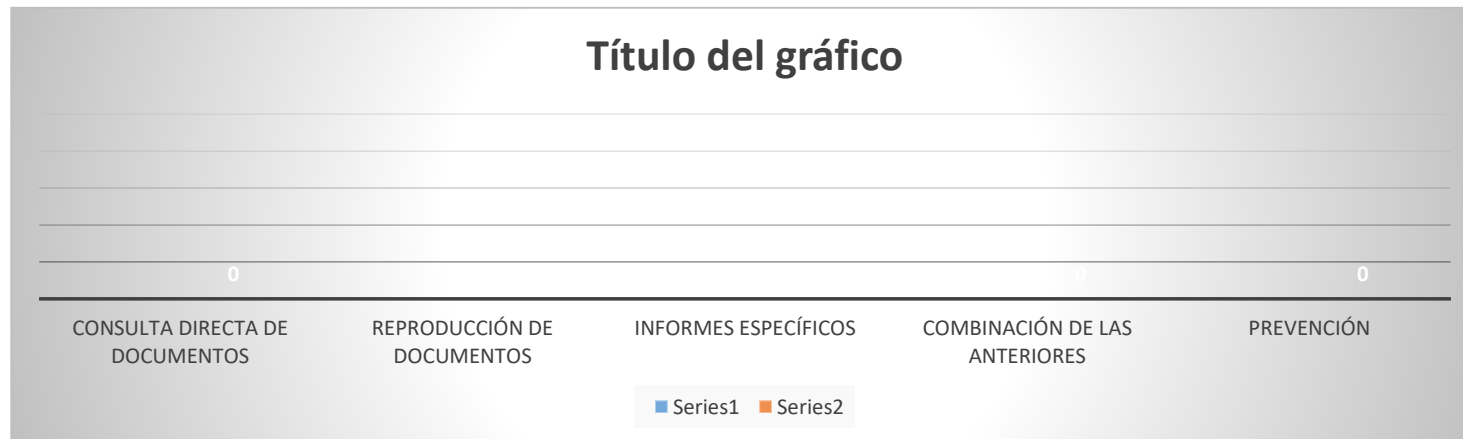 Título del gráfico
0
0
0
CONSULTA DIRECTA DE
DOCUMENTOS
REPRODUCCIÓN DE
DOCUMENTOS
INFORMES ESPECÍFICOS
COMBINACIÓN DE LAS
ANTERIORES
PREVENCIÓN
Series1
Series2